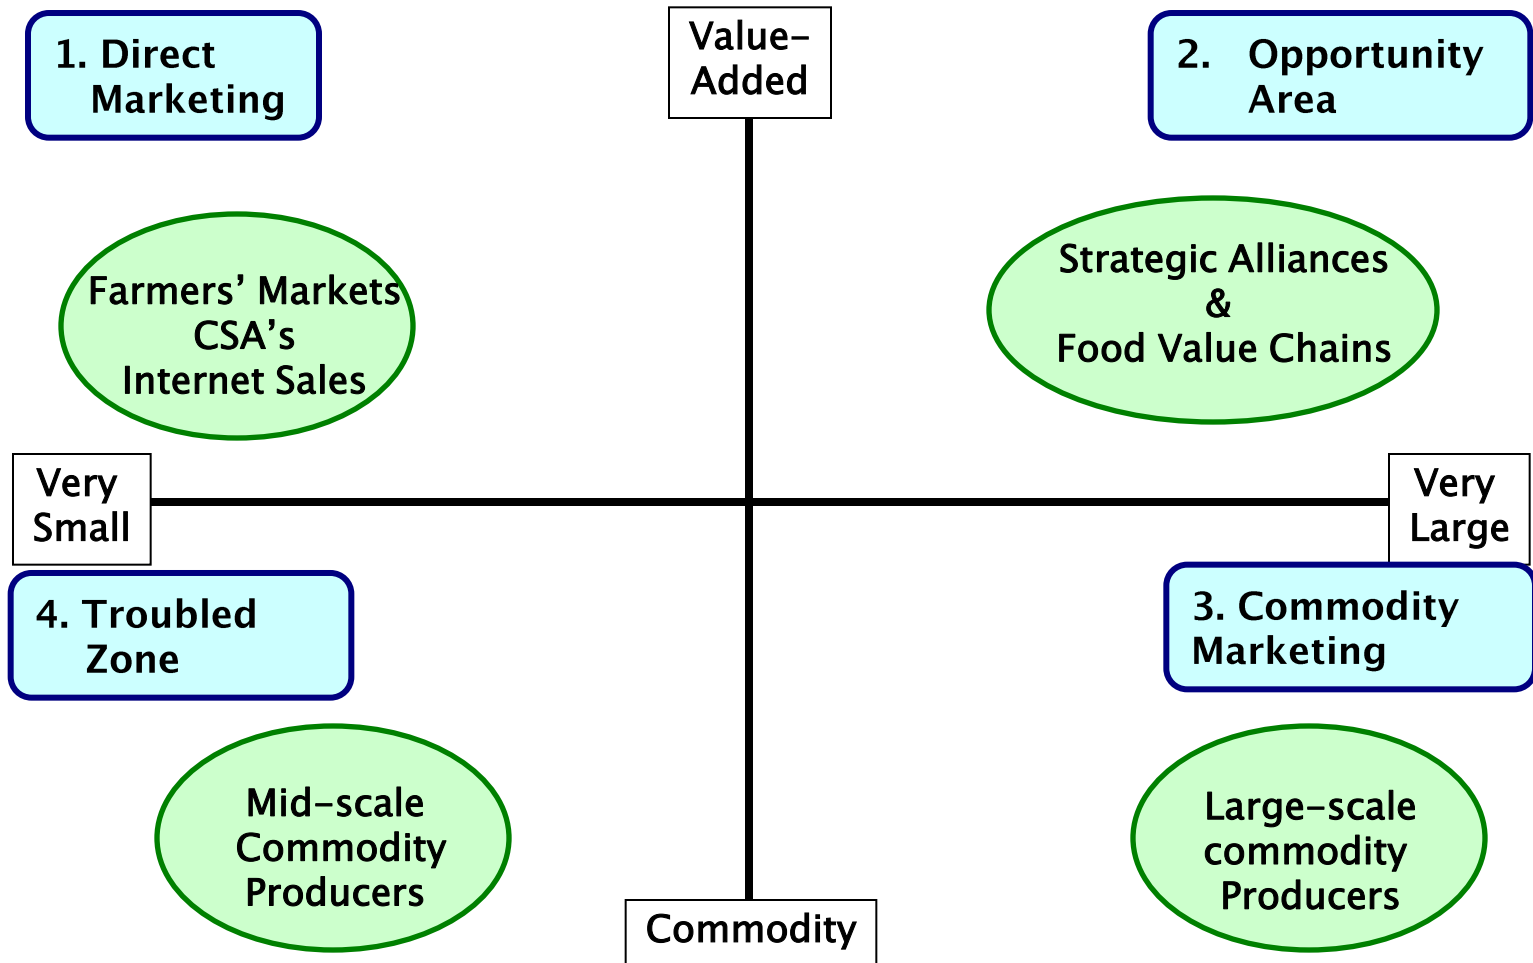 1. Direct
Marketing
Value-
Added
2. Opportunity
Area
Farmers’ Markets
CSA’s
Internet Sales
Strategic Alliances
&
Food Value Chains
Very
Small
Very
Large
4. Troubled
Zone
3. Commodity
Marketing
Mid-scale
Commodity
Producers
Large-scale
commodity
Producers
Commodity